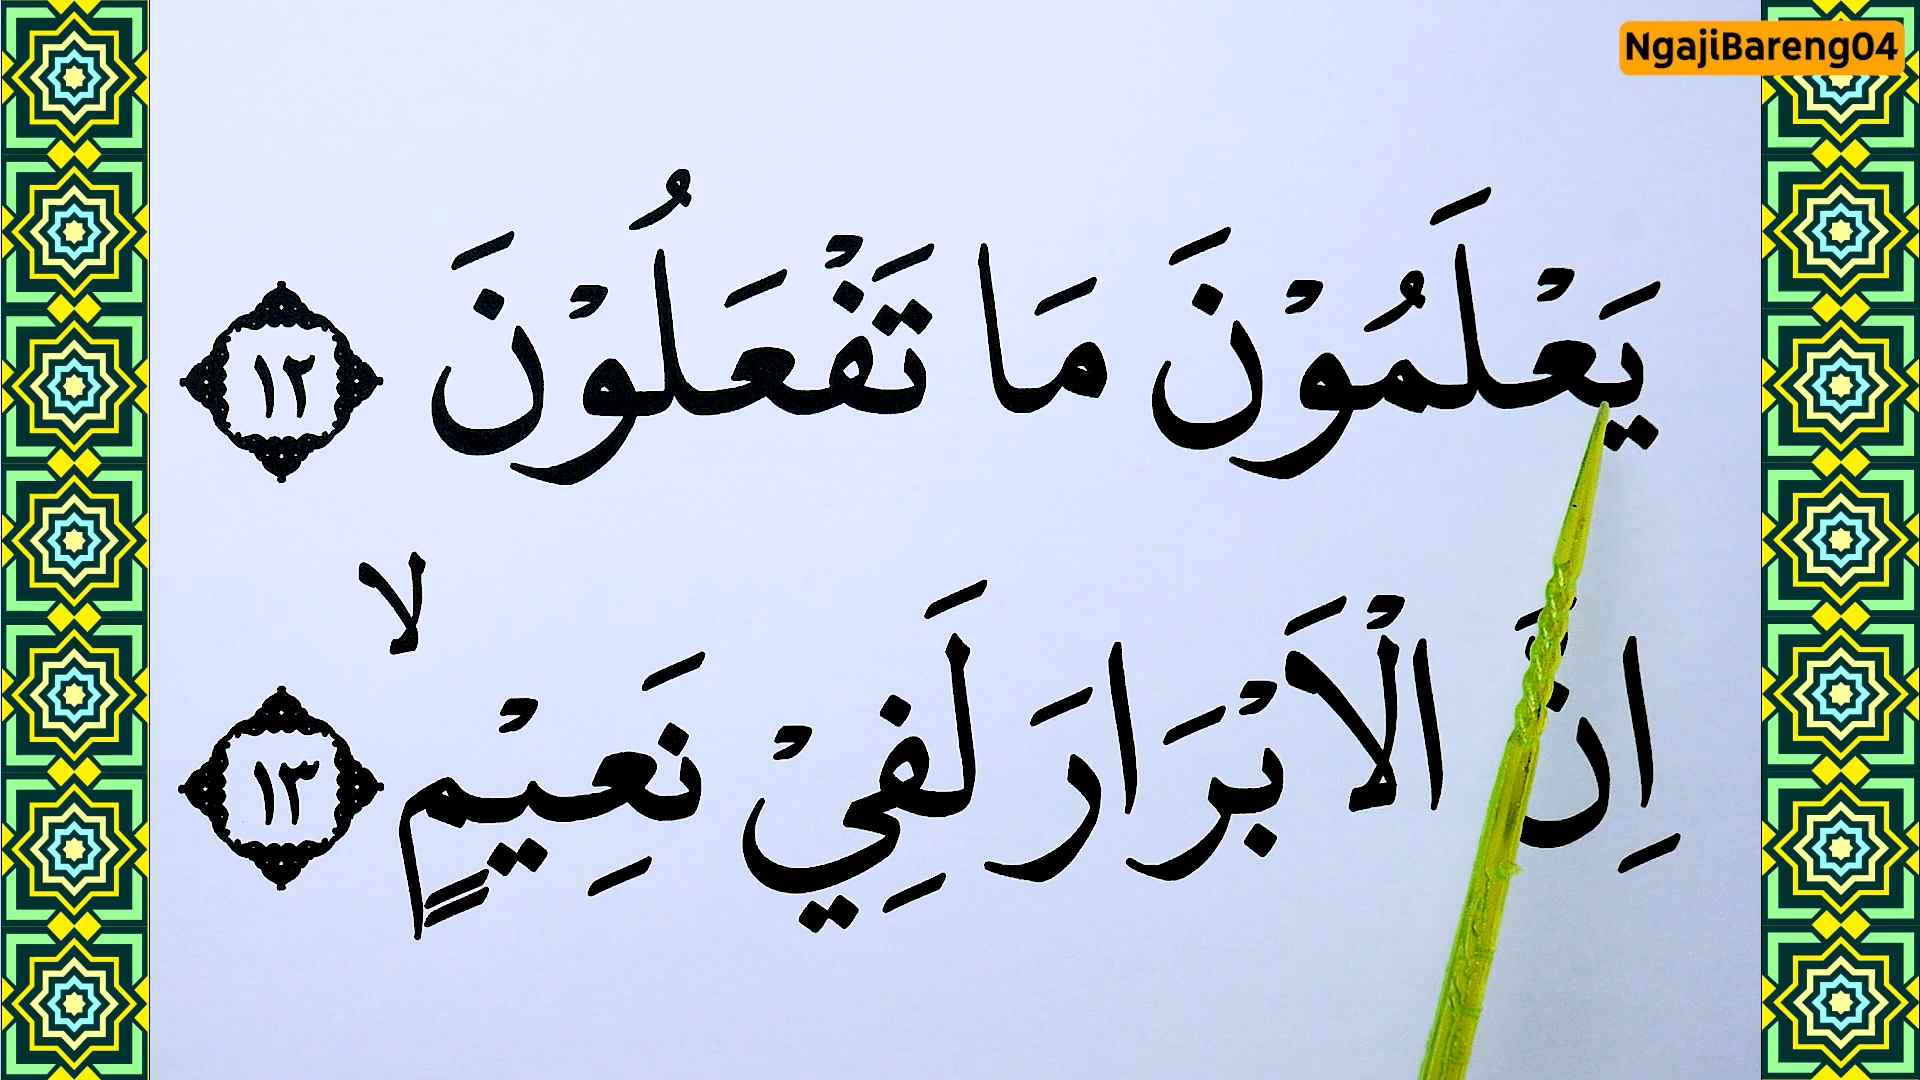 NgajiBareng04
يَعْلَمُوْنَ مَا تَفْعَلُوْنَ ١٢
اِنَّ الْاَبْرَارَ لَفِيْ نَعِيْمٍ ۙ ١٣